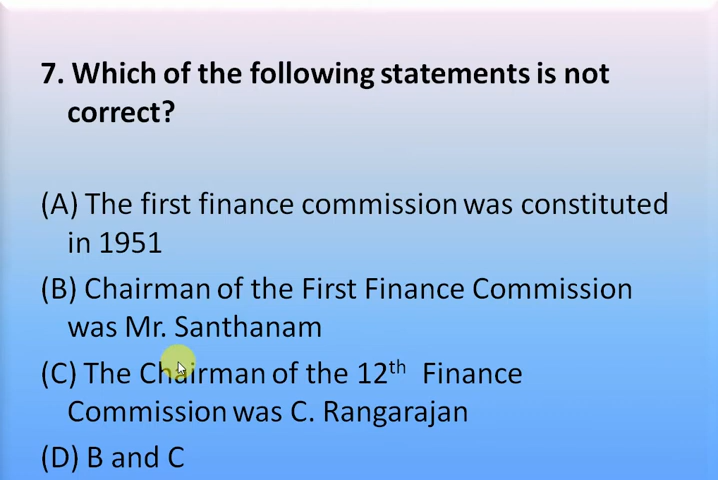 7. Which of the following statements is not
correct?
(A) The first finance commission was constituted
in 1951
(B) Chairman of the First Finance Commission
was Mr. Santhanam
(C) The Chairman of the 12th Finance
Commission was C. Rangarajan
(D) B and C